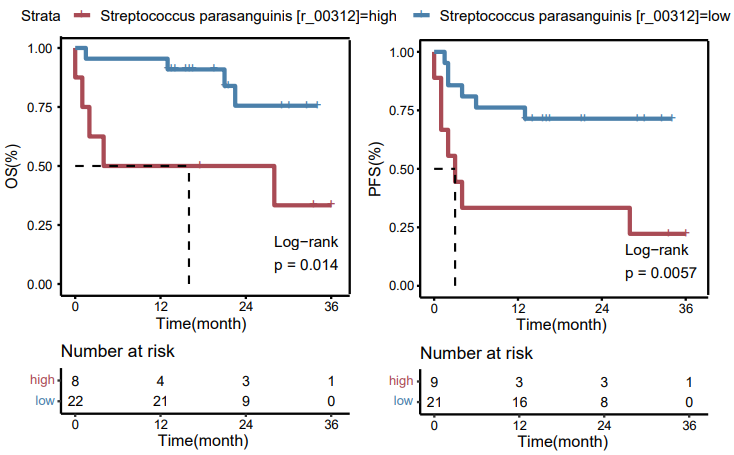 Strata Streptococcus parasanguinis [r_00312]=high Streptococcus parasanguinis [r_00312]=low
OS(%)
1.00
0.75
0.50
0.25
0.00
Log−rank
p = 0.014
0 12 24 36
Time(month)
PFS(%)
1.00
0.75
0.50
0.25
0.00
Log−rank
p = 0.0057
0 12 24 36
Time(month)
Number at risk
high 8 4 3 1
low 22 21 9 0
0 12 24 36
Time(month)
Number at risk
high 9 3 3 1
low 21 16 8 0
0 12 24 36
Time(month)